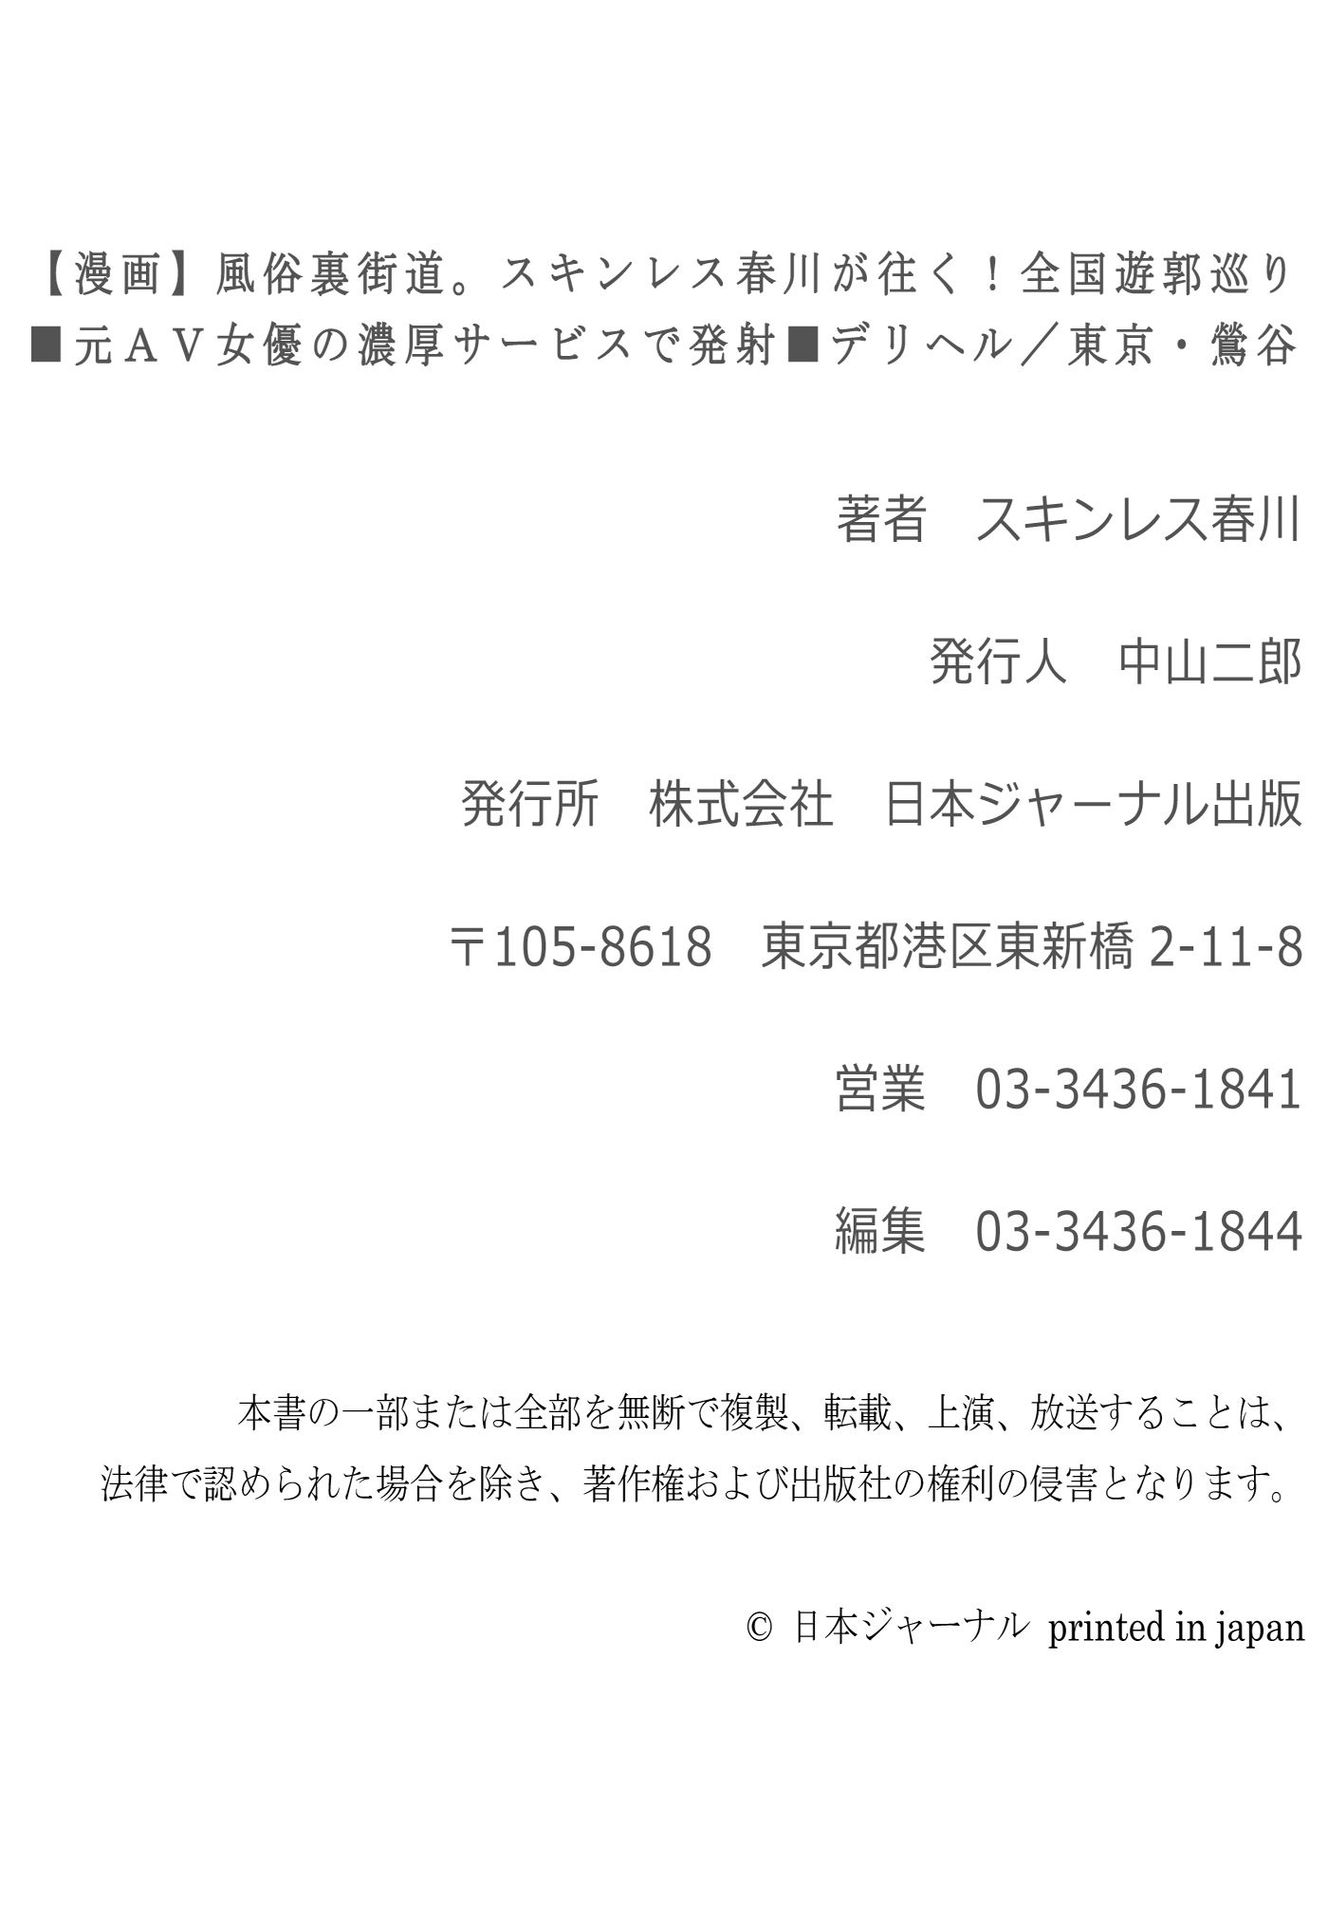 【漫画】風俗裏街道。スキンレス春川が往く！全国遊郭巡り
■元ＡＶ女優の濃厚サービスで発射■デリヘル／東京・鶯谷
著者　スキンレス春川
発行人　中山二郎
発行所　株式会社　日本ジャーナル出版
〒105-8618　東京都港区東新橋 2-11-8
営業　03-3436-1841
編集　03-3436-1844
本書の一部または全部を無断で複製、転載、上演、放送することは、
法律で認められた場合を除き、著作権および出版社の権利の侵害となります。
© 日本ジャーナル printed in japan